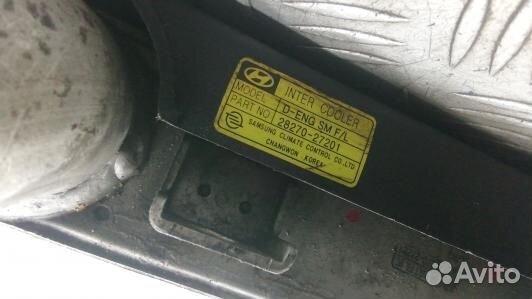 INTER COOLER
MODEL D-ENG SM F/L
PART NO 28270-27201
SAMSUNG CLIMATE CONTROL CO.,LTD
CHANGWON KOREA
Avito